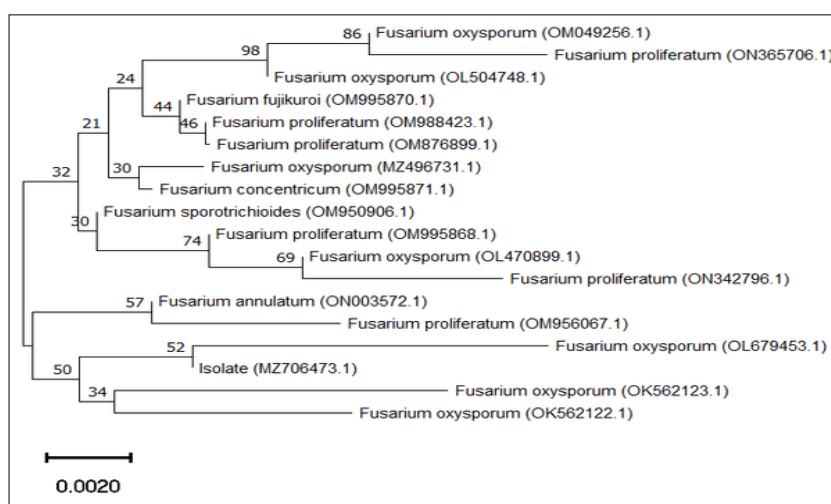 86
Fusarium oxysporum (OM049256.1)
98
Fusarium proliferatum (ON365706.1)
24
Fusarium oxysporum (OL504748.1)
44
Fusarium fujikuroi (OM995870.1)
21
46
Fusarium proliferatum (OM988423.1)
Fusarium proliferatum (OM876899.1)
32
30
Fusarium oxysporum (MZ496731.1)
Fusarium concentricum (OM995871.1)
30
Fusarium sporotrichioides (OM950906.1)
74
Fusarium proliferatum (OM995868.1)
69
Fusarium oxysporum (OL470899.1)
Fusarium proliferatum (ON342796.1)
57
Fusarium annulatum (ON003572.1)
Fusarium proliferatum (OM956067.1)
52
Fusarium oxysporum (OL679453.1)
50
Isolate (MZ706473.1)
34
Fusarium oxysporum (OK562123.1)
Fusarium oxysporum (OK562122.1)
0.0020